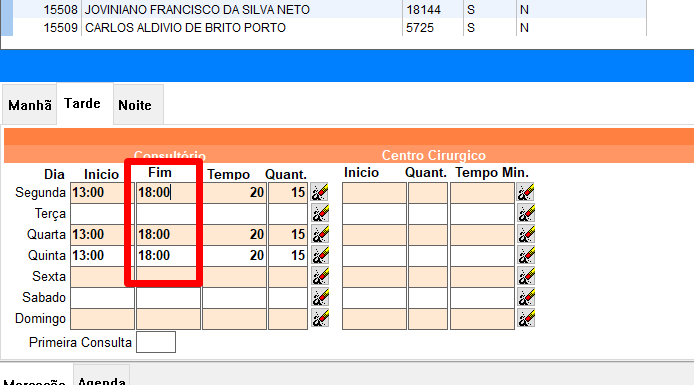 15508 JOVINIANO FRANCISCO DA SILVA NETO 18144 S N
15509 CARLOS ALDIVIO DE BRITO PORTO 5725 S N
Manhã Tarde Noite
Consultório Centro Cirurgico
Dia Inicio Fim Tempo Quant. Inicio Quant. Tempo Min.
Segunda 13:00 18:00 20 15
Terça
Quarta 13:00 18:00 20 15
Quinta 13:00 18:00 20 15
Sexta
Sabado
Domingo
Primeira Consulta
Marcação Agenda